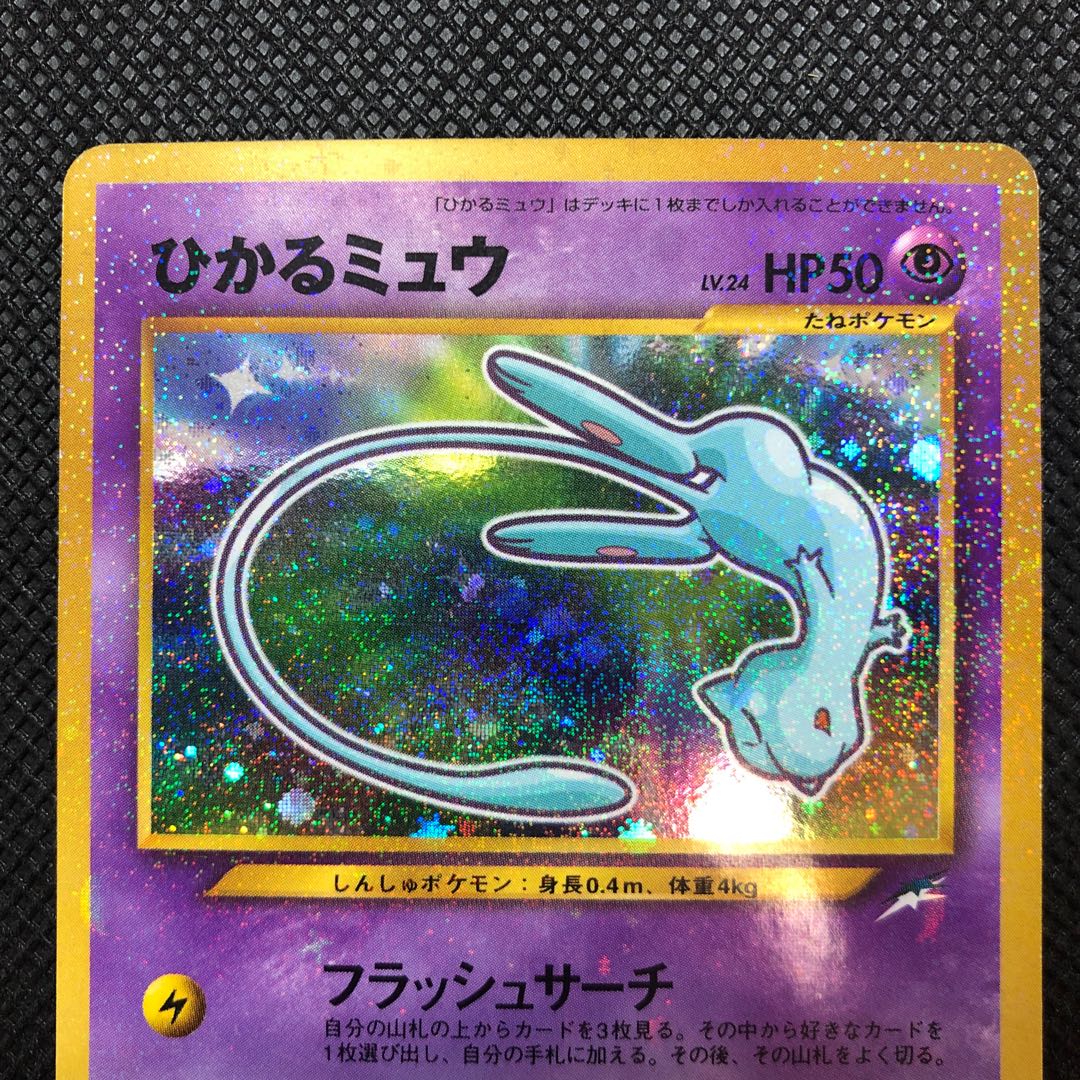 「ひかるミュウ」はデッキに1枚までしか入れることができません。
ひかるミュウ LV.24 HP50
たねポケモン
しんしゅポケモン：身長0.4m、体重4kg
フラッシュサーチ
自分の山札の上からカードを3枚見る。その中から好きなカードを
1枚選び出し、自分の手札に加える。その後、その山札をよく切る。